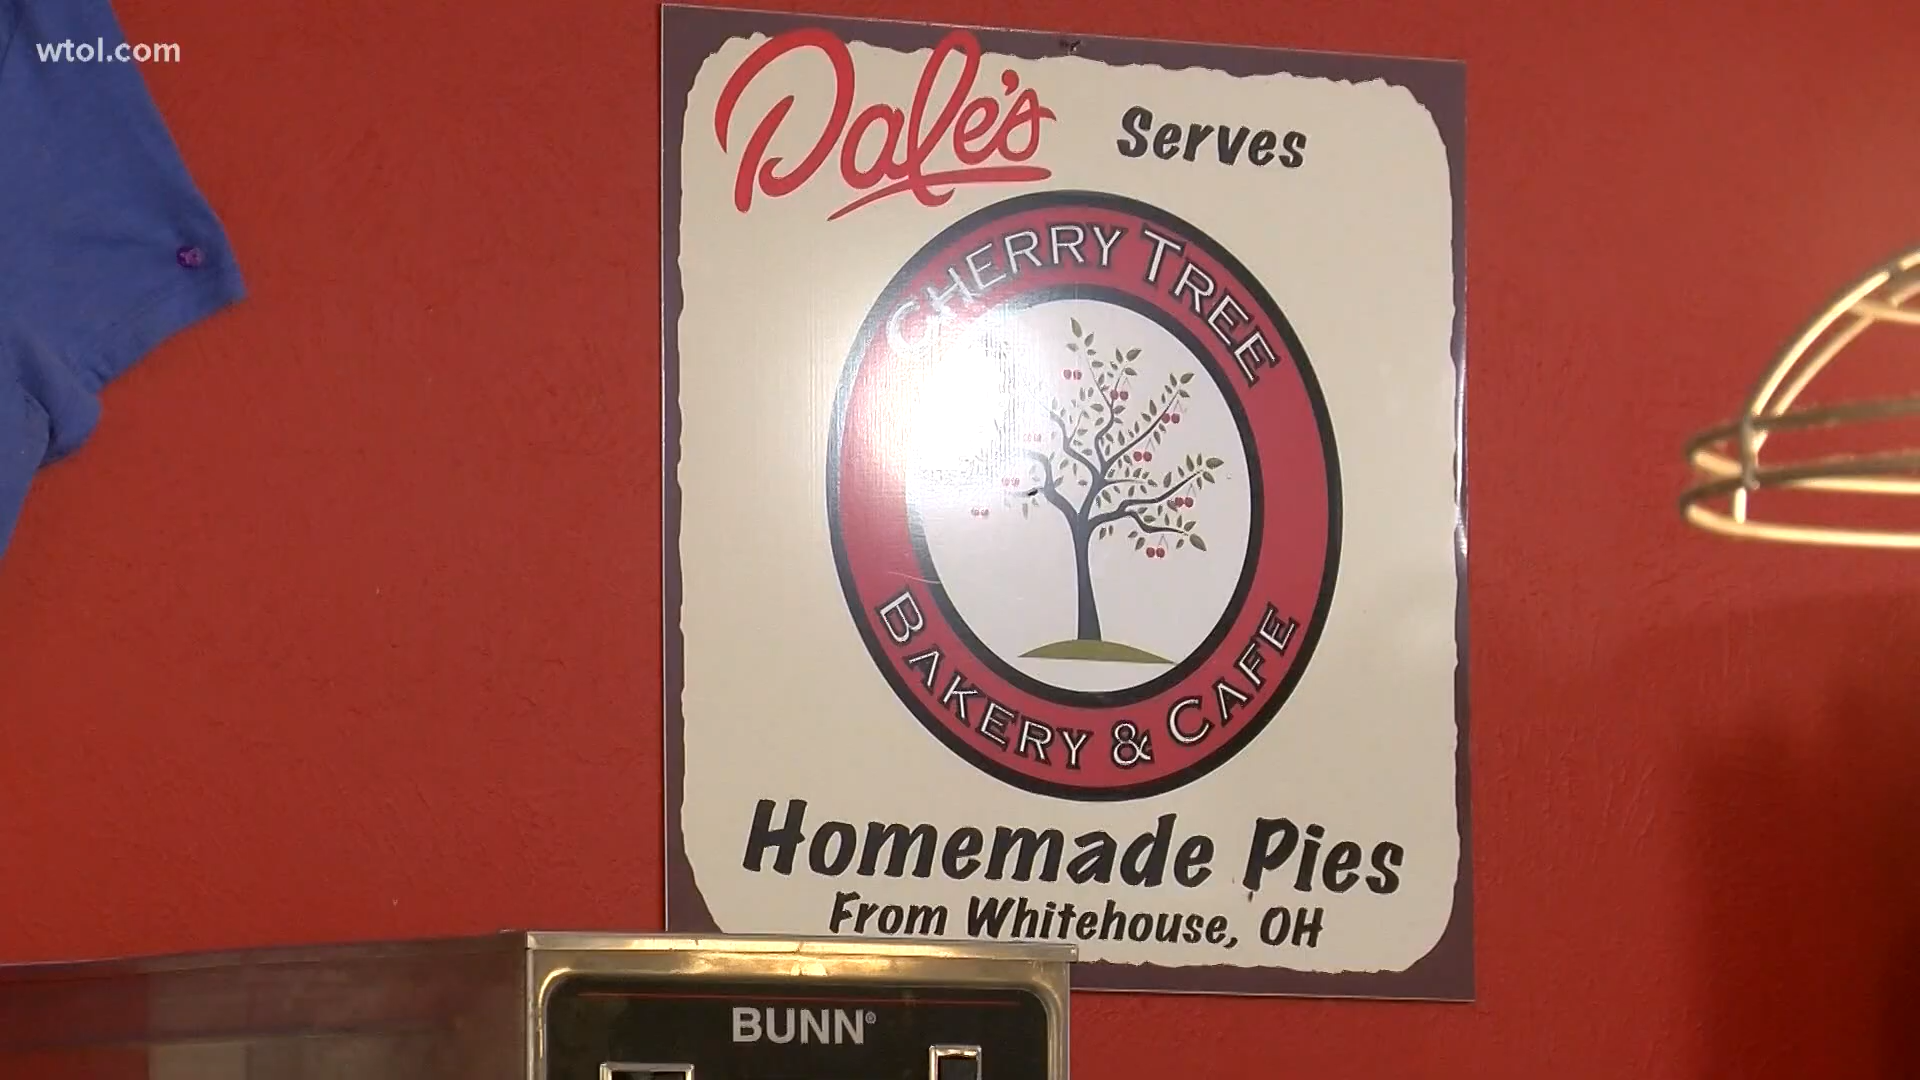 wtol.com
Dale's Serves
CHERRY TREE
BAKERY & CAFE
Homemade Pies
From Whitehouse, OH
BUNN®